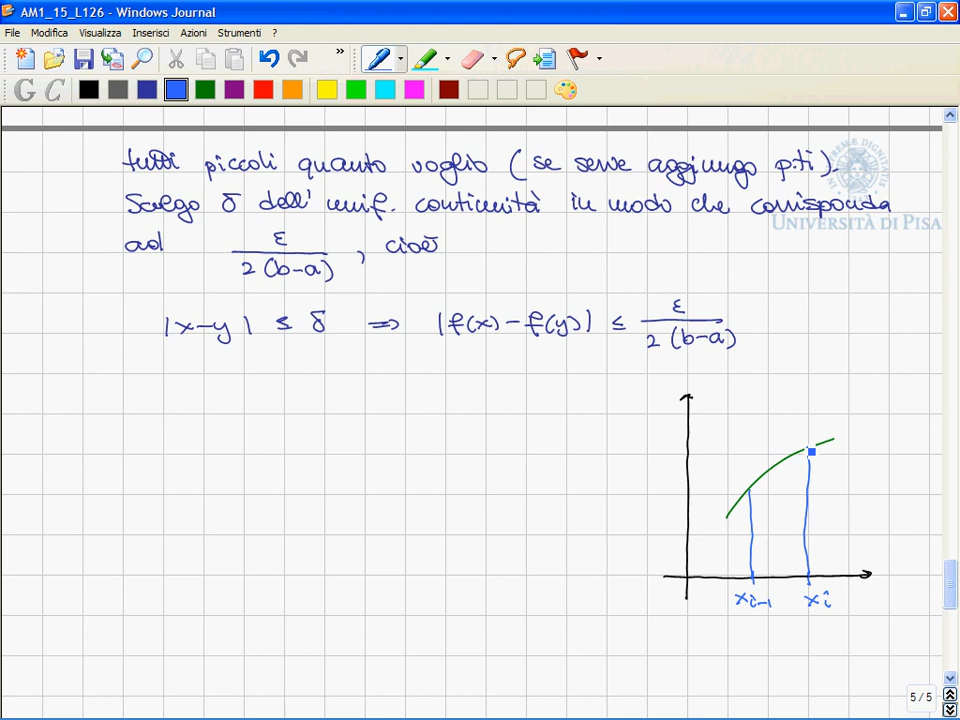 AM1_15_L126 - Windows Journal
File Modifica Visualizza Inserisci Azioni Strumenti ?
G C
tutti piccoli quanto voglio (se serve aggiungo p.ti).
Scelgo δ dell' unif. continuità in modo che corrisponda
UNIVERSITÀ DI PISA
ad ε / 2(b-a) , cioè
|x-y| ≤ δ ⇒ |f(x) - f(y)| ≤ ε / 2(b-a)
xi-1 xi
5 / 5